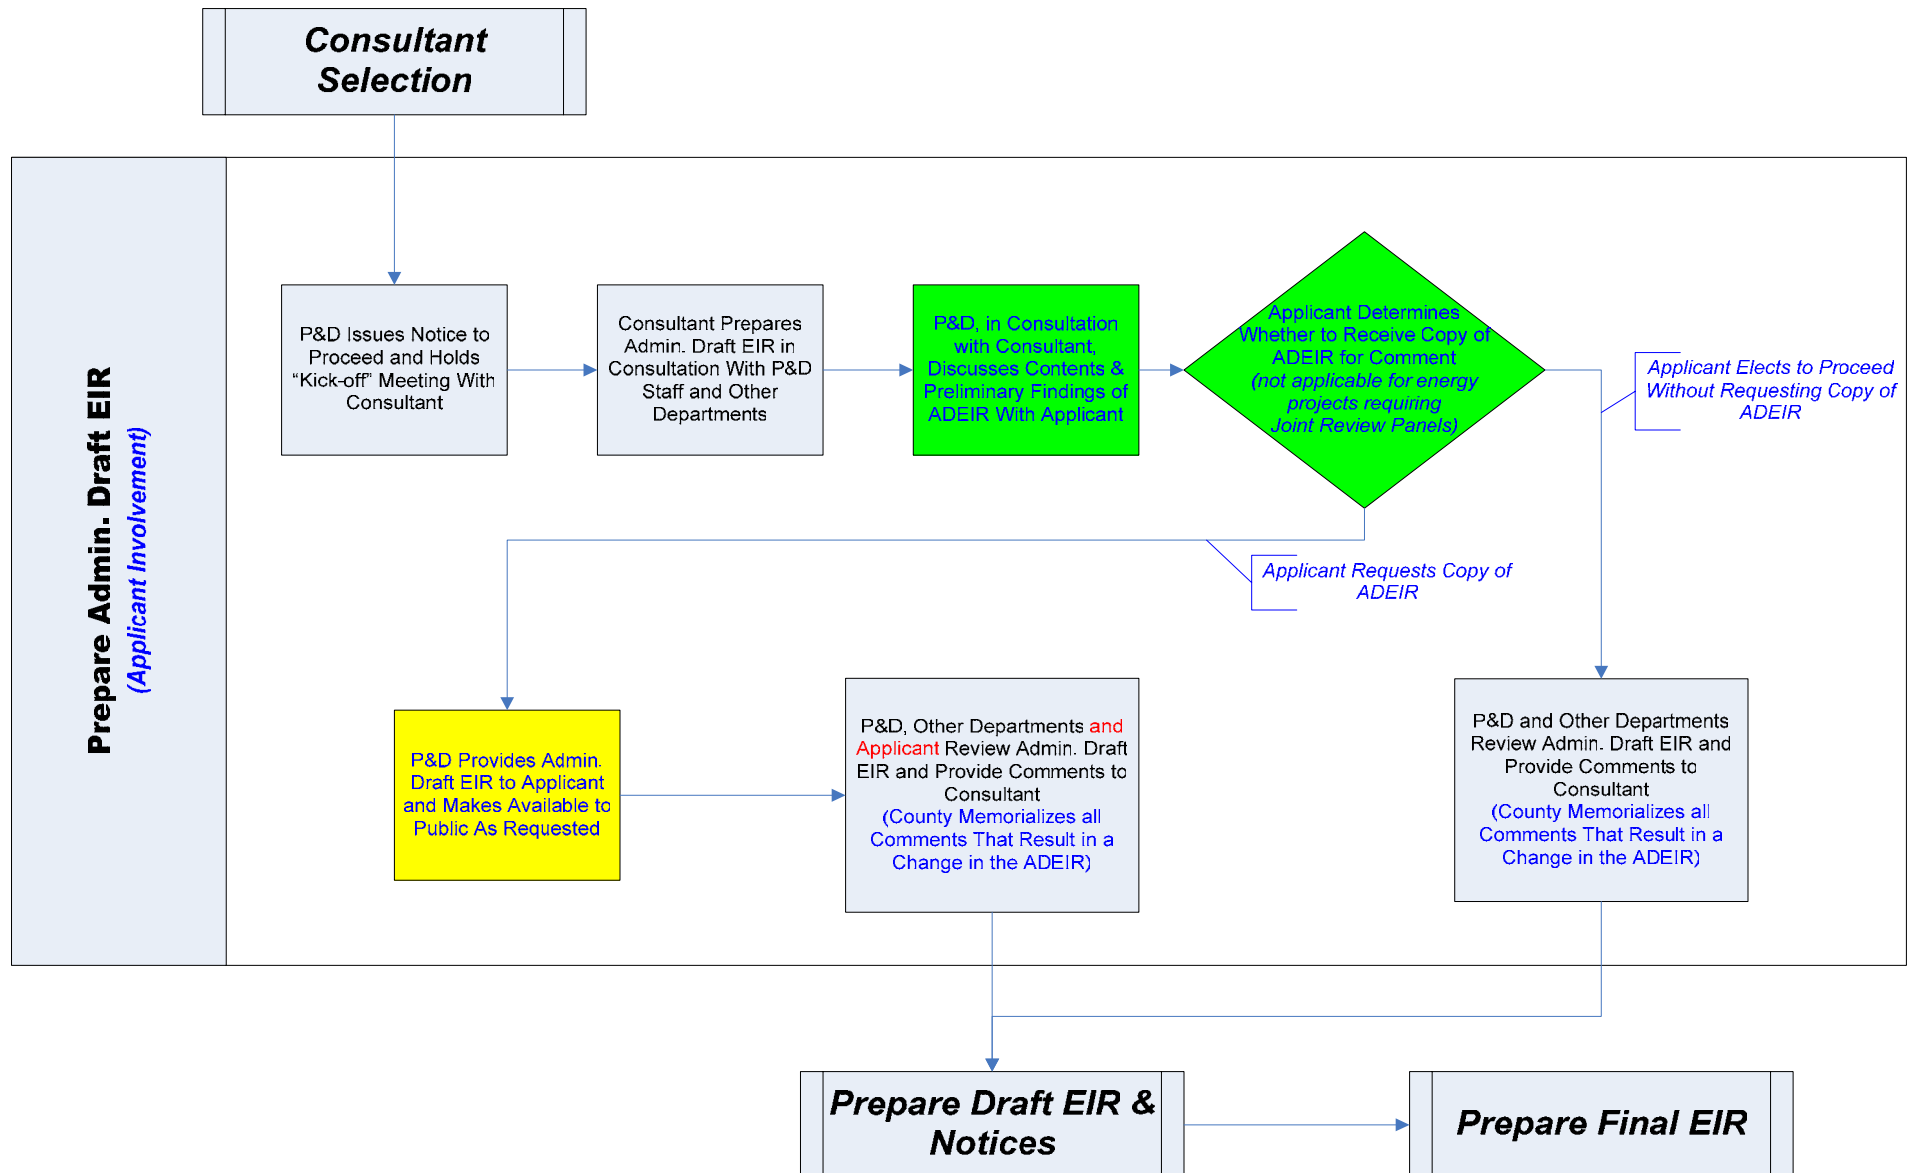 Consultant
Selection
Prepare Admin. Draft EIR
(Applicant Involvement)
P&D Issues Notice to
Proceed and Holds
“Kick-off” Meeting With
Consultant
Consultant Prepares
Admin. Draft EIR in
Consultation With P&D
Staff and Other
Departments
P&D, in Consultation
with Consultant,
Discusses Contents &
Preliminary Findings of
ADEIR With Applicant
Applicant Determines
Whether to Receive Copy of
ADEIR for Comment
(not applicable for energy
projects requiring
Joint Review Panels)
Applicant Elects to Proceed
Without Requesting Copy of
ADEIR
Applicant Requests Copy of
ADEIR
P&D Provides Admin.
Draft EIR to Applicant
and Makes Available to
Public As Requested
P&D, Other Departments and
Applicant Review Admin. Draft
EIR and Provide Comments to
Consultant
(County Memorializes all
Comments That Result in a
Change in the ADEIR)
P&D and Other Departments
Review Admin. Draft EIR and
Provide Comments to
Consultant
(County Memorializes all
Comments That Result in a
Change in the ADEIR)
Prepare Draft EIR &
Notices
Prepare Final EIR